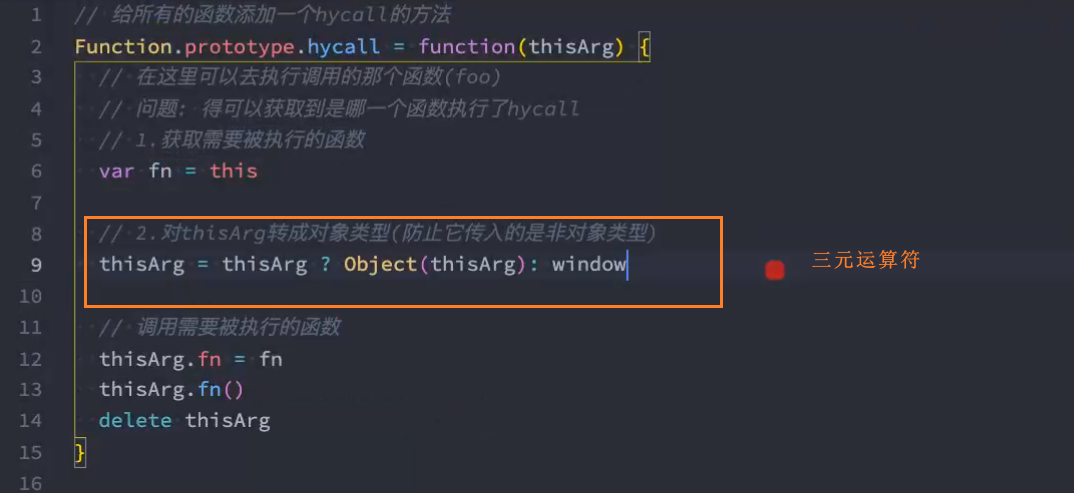 1 // 给所有的函数添加一个hycall的方法
2 Function.prototype.hycall = function(thisArg) {
3 // 在这里可以去执行调用的那个函数(foo)
4 // 问题: 得可以获取到是哪一个函数执行了hycall
5 // 1.获取需要被执行的函数
6 var fn = this
7
8 // 2.对thisArg转成对象类型(防止它传入的是非对象类型)
9 thisArg = thisArg ? Object(thisArg): window
三元运算符
10
11 // 调用需要被执行的函数
12 thisArg.fn = fn
13 thisArg.fn()
14 delete thisArg
15 }
16